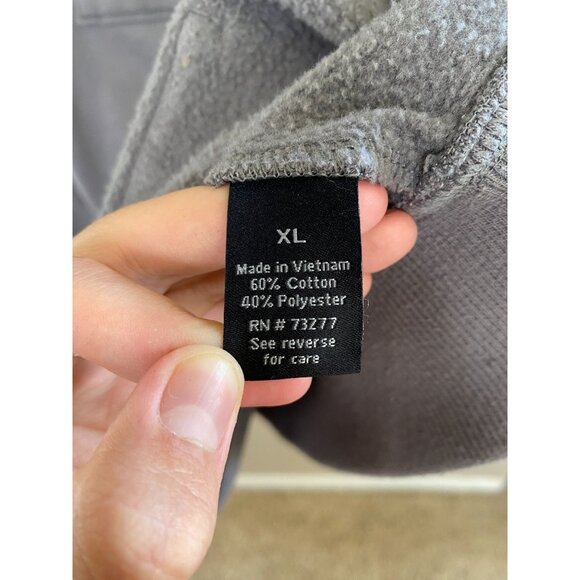 XL
Made in Vietnam
60% Cotton
40% Polyester
RN # 73277
See reverse
for care